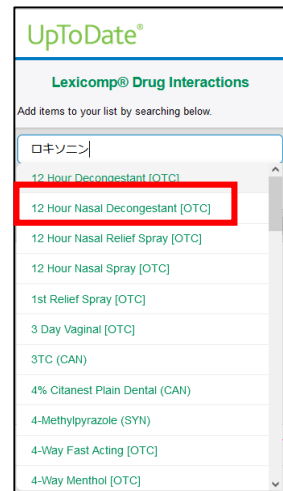 UpToDate®
Lexicomp® Drug Interactions
Add items to your list by searching below.
ロキソニン
12 Hour Decongestant [OTC]
12 Hour Nasal Decongestant [OTC]
12 Hour Nasal Relief Spray [OTC]
12 Hour Nasal Spray [OTC]
1st Relief Spray [OTC]
3 Day Vaginal [OTC]
3TC (CAN)
4% Citanest Plain Dental (CAN)
4-Methylpyrazole (SYN)
4-Way Fast Acting [OTC]
4-Way Menthol [OTC]